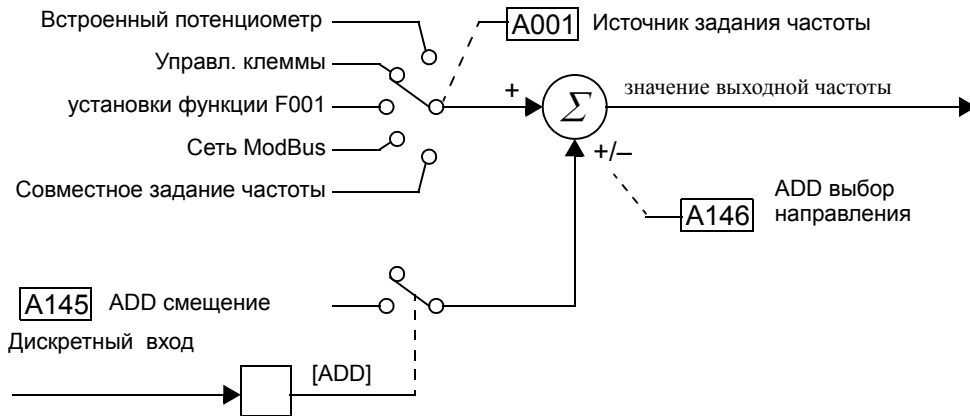 Встроенный потенциометр
A001 Источник задания частоты
Управл. клеммы
установки функции F001
+
Σ
значение выходной частоты
Сеть ModBus
+/–
Совместное задание частоты
ADD выбор
A146 направления
A145 ADD смещение
Дискретный вход
[ADD]